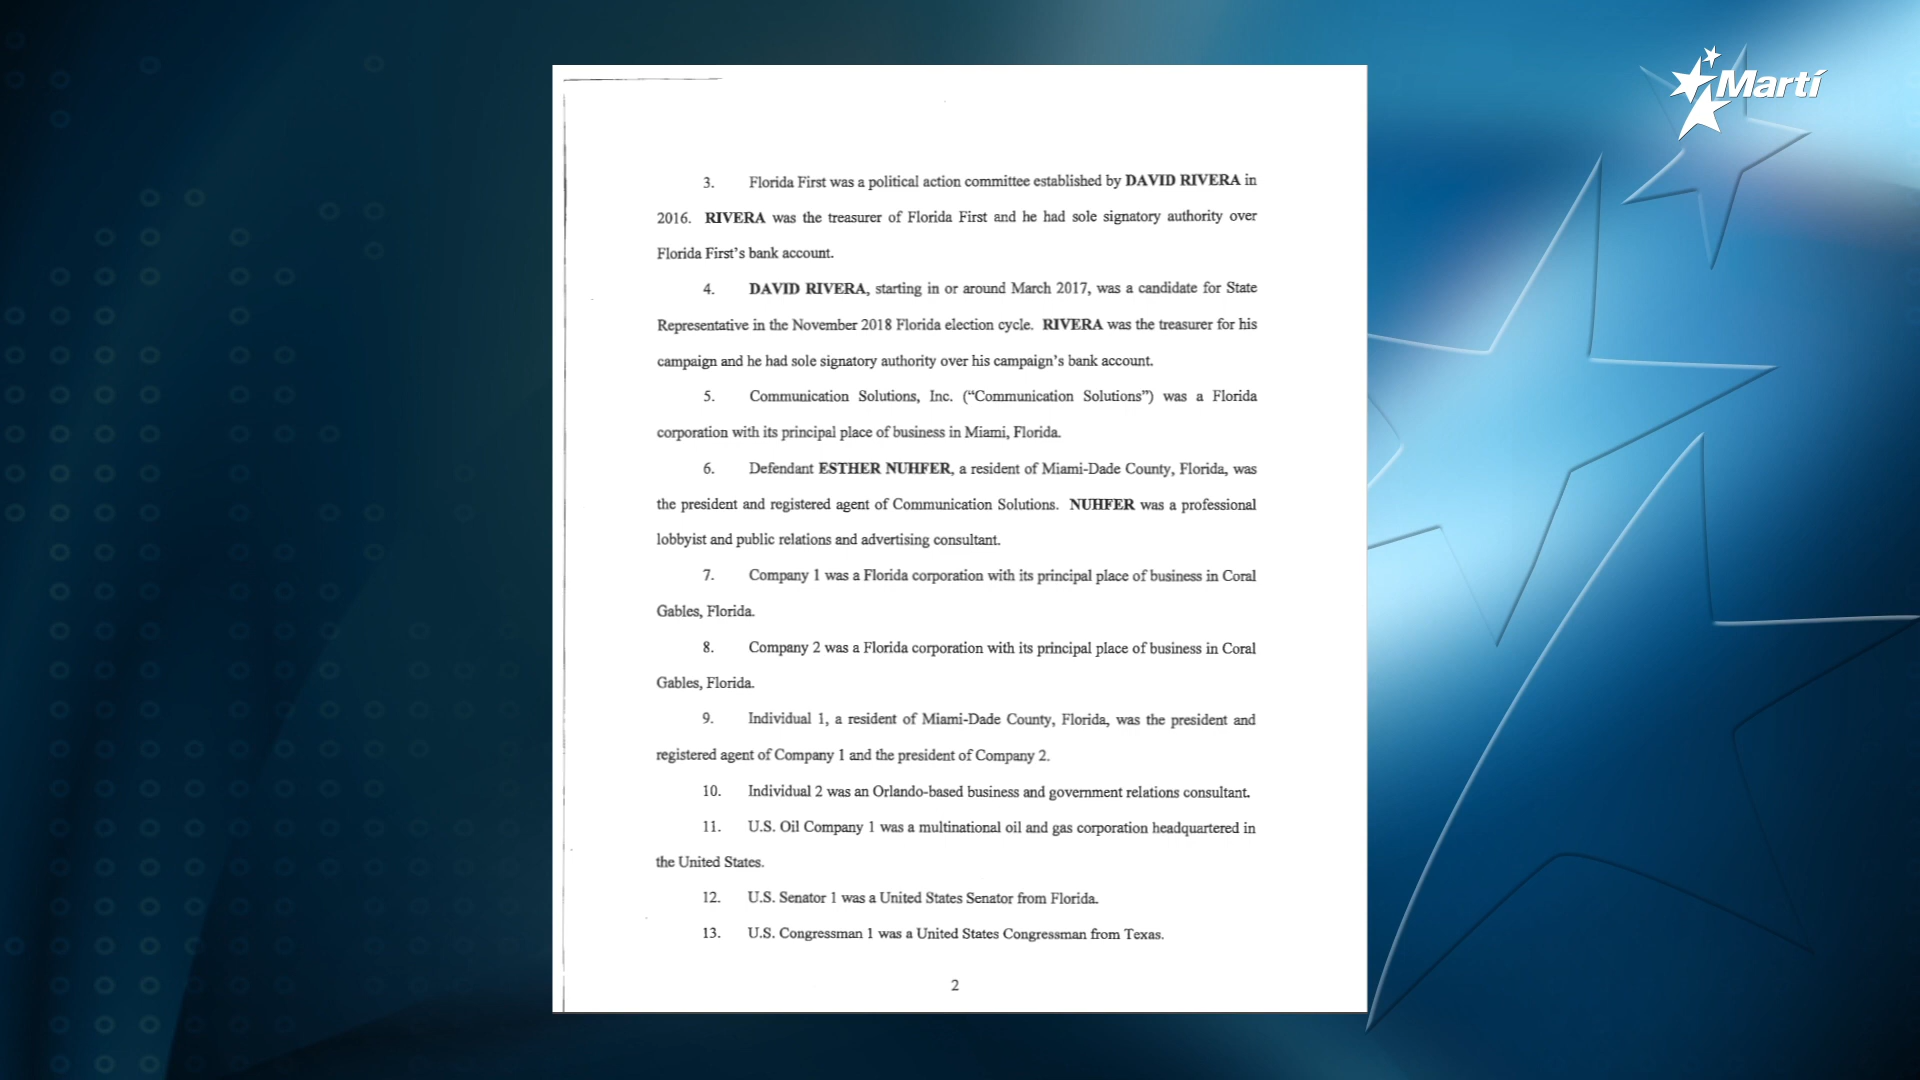 Martí
3. Florida First was a political action committee established by DAVID RIVERA in
2016. RIVERA was the treasurer of Florida First and he had sole signatory authority over
Florida First's bank account.
4. DAVID RIVERA, starting in or around March 2017, was a candidate for State
Representative in the November 2018 Florida election cycle. RIVERA was the treasurer for his
campaign and he had sole signatory authority over his campaign's bank account.
5. Communication Solutions, Inc. (“Communication Solutions”) was a Florida
corporation with its principal place of business in Miami, Florida.
6. Defendant ESTHER NUHFER, a resident of Miami-Dade County, Florida, was
the president and registered agent of Communication Solutions. NUHFER was a professional
lobbyist and public relations and advertising consultant.
7. Company 1 was a Florida corporation with its principal place of business in Coral
Gables, Florida.
8. Company 2 was a Florida corporation with its principal place of business in Coral
Gables, Florida.
9. Individual 1, a resident of Miami-Dade County, Florida, was the president and
registered agent of Company 1 and the president of Company 2.
10. Individual 2 was an Orlando-based business and government relations consultant.
11. U.S. Oil Company 1 was a multinational oil and gas corporation headquartered in
the United States.
12. U.S. Senator 1 was a United States Senator from Florida.
13. U.S. Congressman 1 was a United States Congressman from Texas.
2